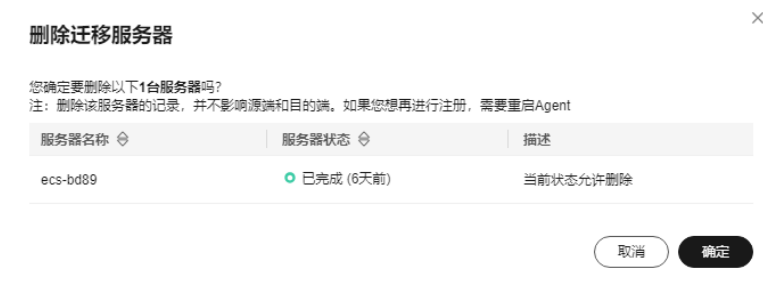 删除迁移服务器
您确定要删除以下1台服务器吗?
注：删除该服务器的记录，并不影响源端和目的端。如果您想再进行注册，需要重启Agent
服务器名称 服务器状态 描述
ecs-bd89 已完成 (6天前) 当前状态允许删除
取消 确定